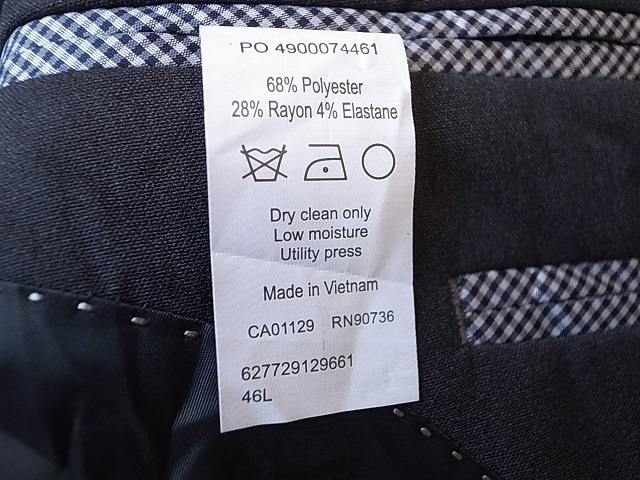 PO 4900074461
68% Polyester
28% Rayon 4% Elastane
Dry clean only
Low moisture
Utility press
Made in Vietnam
CA01129 RN90736
627729129661
46L